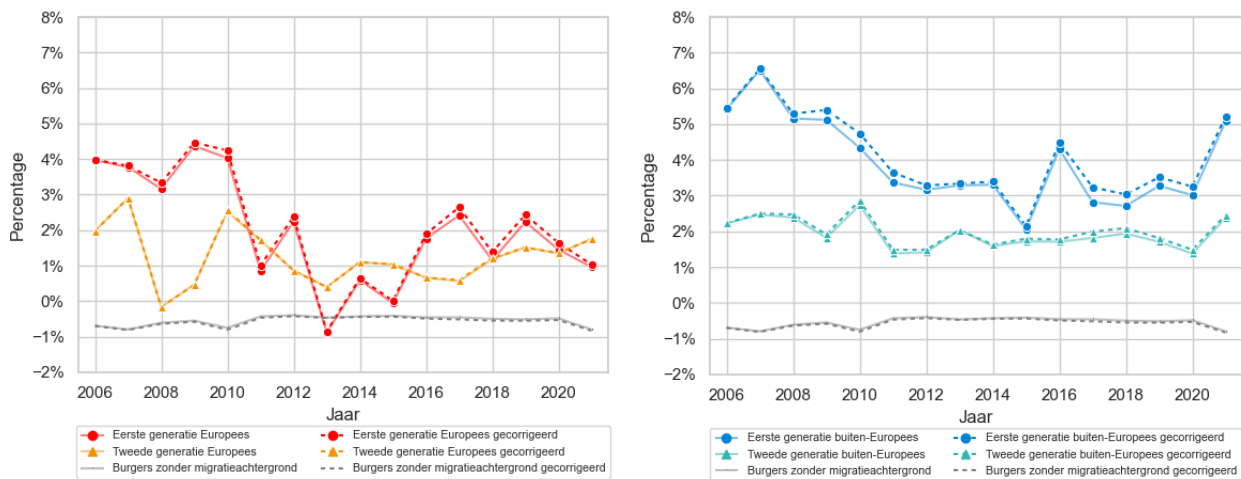 8%
7%
6%
5%
4%
3%
2%
1%
0%
−1%
−2%
Percentage
2006 2008 2010 2012 2014 2016 2018 2020
Jaar
Eerste generatie Europees Eerste generatie Europees gecorrigeerd
Tweede generatie Europees Tweede generatie Europees gecorrigeerd
Burgers zonder migratieachtergrond Burgers zonder migratieachtergrond gecorrigeerd
8%
7%
6%
5%
4%
3%
2%
1%
0%
−1%
−2%
Percentage
2006 2008 2010 2012 2014 2016 2018 2020
Jaar
Eerste generatie buiten-Europees Eerste generatie buiten-Europees gecorrigeerd
Tweede generatie buiten-Europees Tweede generatie buiten-Europees gecorrigeerd
Burgers zonder migratieachtergrond Burgers zonder migratieachtergrond gecorrigeerd